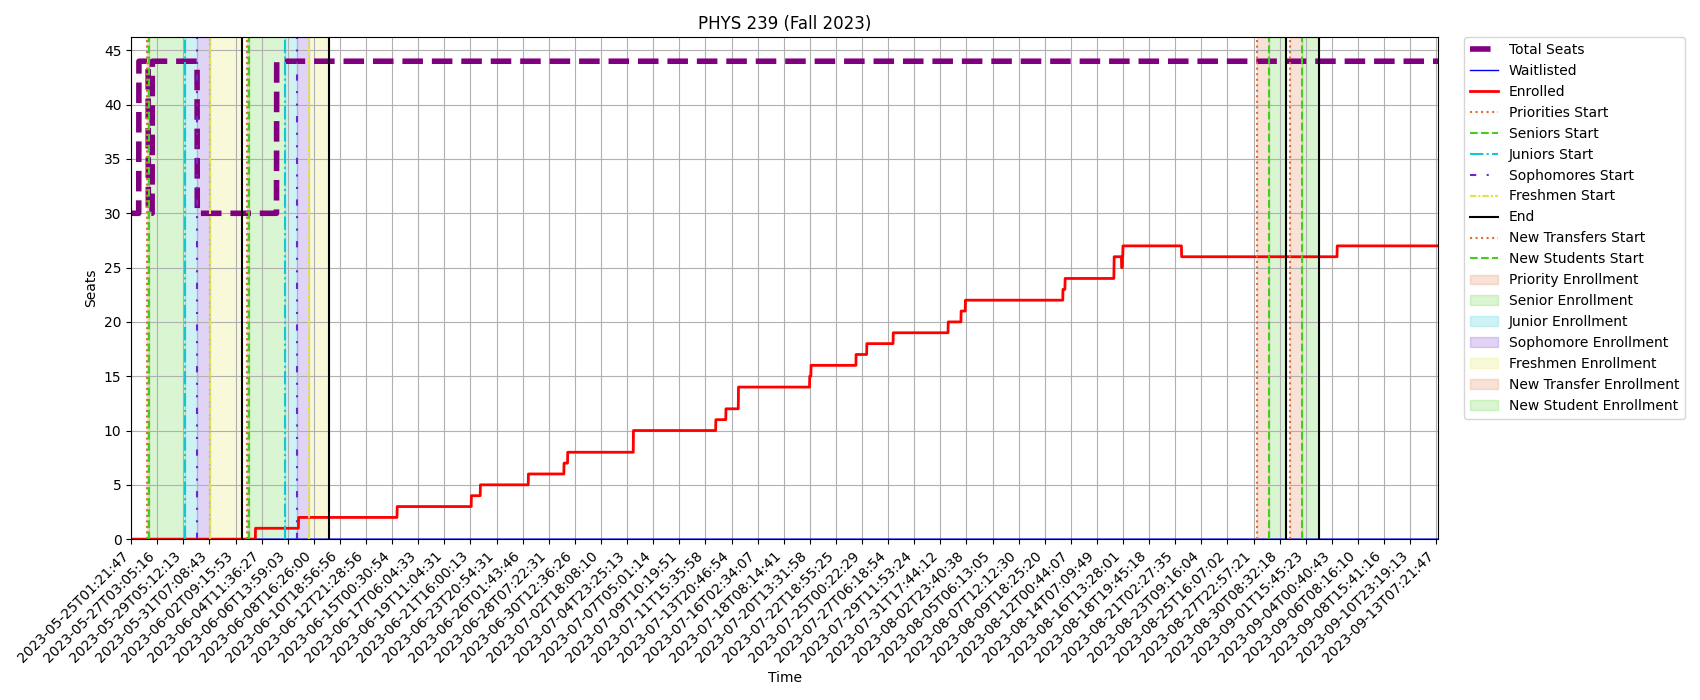 PHYS 239 (Fall 2023)
Seats
45
40
35
30
25
20
15
10
5
0
2023-05-25T01:21:47
2023-05-27T03:05:16
2023-05-29T05:12:13
2023-05-31T07:08:43
2023-06-02T09:15:53
2023-06-04T11:36:27
2023-06-06T13:59:03
2023-06-08T16:26:00
2023-06-10T18:56:56
2023-06-12T21:28:56
2023-06-15T00:30:54
2023-06-17T06:04:33
2023-06-19T11:04:31
2023-06-21T16:00:13
2023-06-23T20:54:31
2023-06-26T01:43:46
2023-06-28T07:22:31
2023-06-30T12:36:26
2023-07-02T18:08:10
2023-07-04T23:25:13
2023-07-07T05:01:14
2023-07-09T10:19:51
2023-07-11T15:35:58
2023-07-13T20:46:54
2023-07-16T02:34:07
2023-07-18T08:14:41
2023-07-20T13:31:58
2023-07-22T18:55:25
2023-07-25T00:22:29
2023-07-27T06:18:54
2023-07-29T11:53:24
2023-07-31T17:44:12
2023-08-02T23:40:38
2023-08-05T06:13:05
2023-08-07T12:12:30
2023-08-09T18:25:20
2023-08-12T00:44:07
2023-08-14T07:09:49
2023-08-16T13:28:01
2023-08-18T19:45:18
2023-08-21T02:27:35
2023-08-23T09:16:04
2023-08-25T16:07:02
2023-08-27T22:57:21
2023-08-30T08:32:18
2023-09-01T15:45:23
2023-09-04T00:40:43
2023-09-06T08:16:10
2023-09-08T15:41:16
2023-09-10T23:19:13
2023-09-13T07:21:47
Time
Total Seats
Waitlisted
Enrolled
Priorities Start
Seniors Start
Juniors Start
Sophomores Start
Freshmen Start
End
New Transfers Start
New Students Start
Priority Enrollment
Senior Enrollment
Junior Enrollment
Sophomore Enrollment
Freshmen Enrollment
New Transfer Enrollment
New Student Enrollment